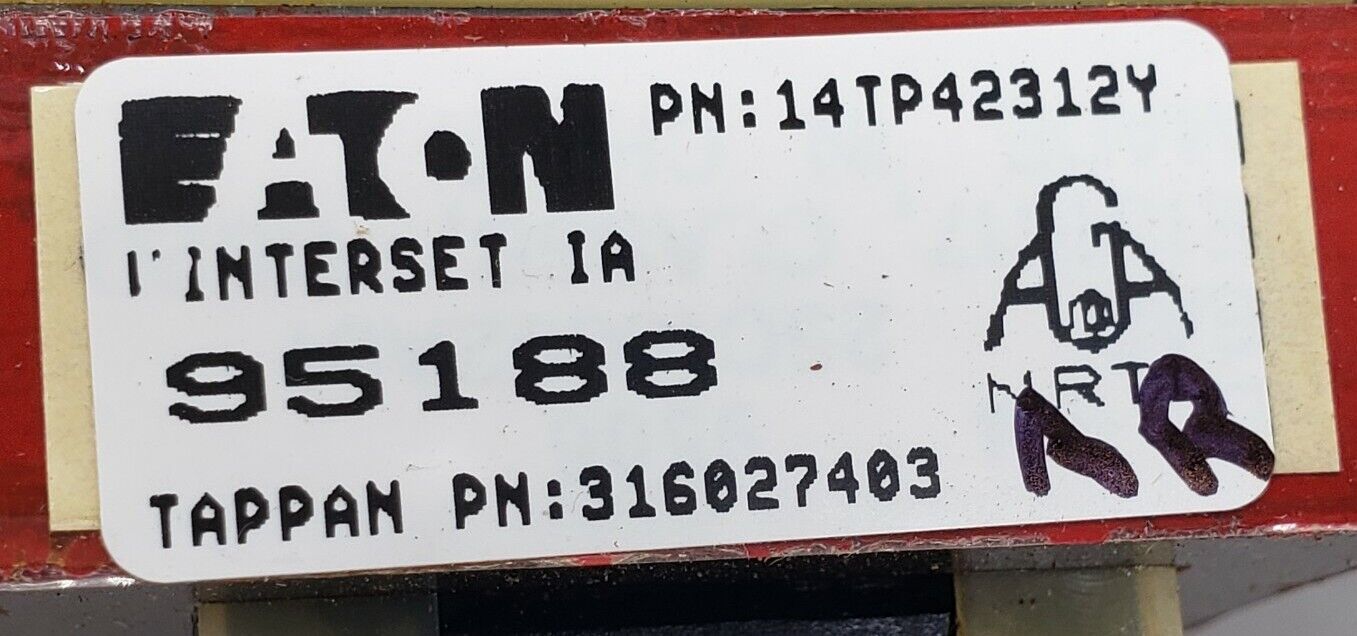 EATON
PN:14TP42312Y
INTERSET IA
95188
TAPPAN PN:316027403